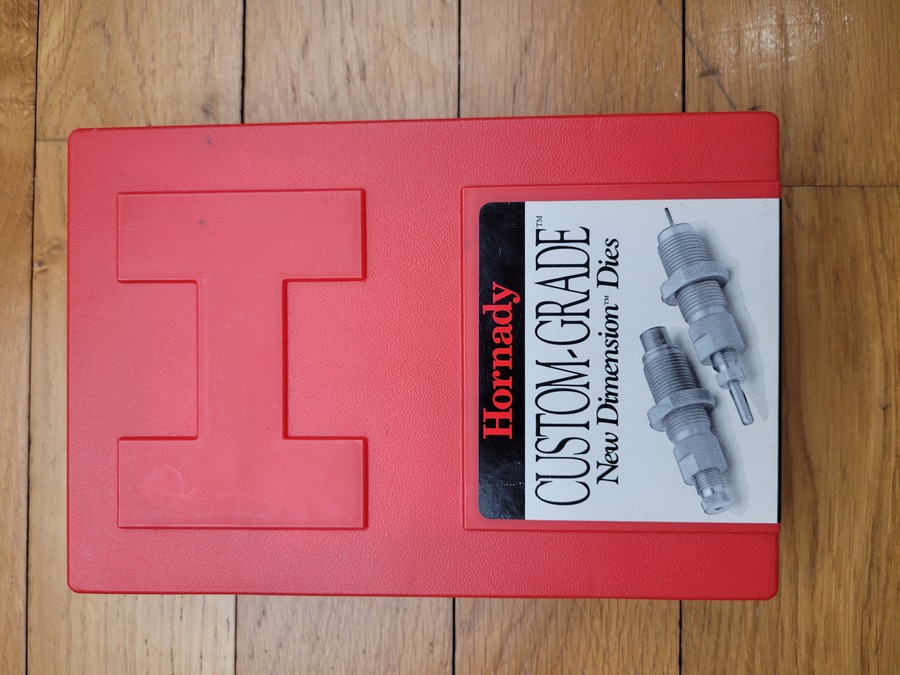 Hornady
CUSTOM-GRADE™
New Dimension™ Dies